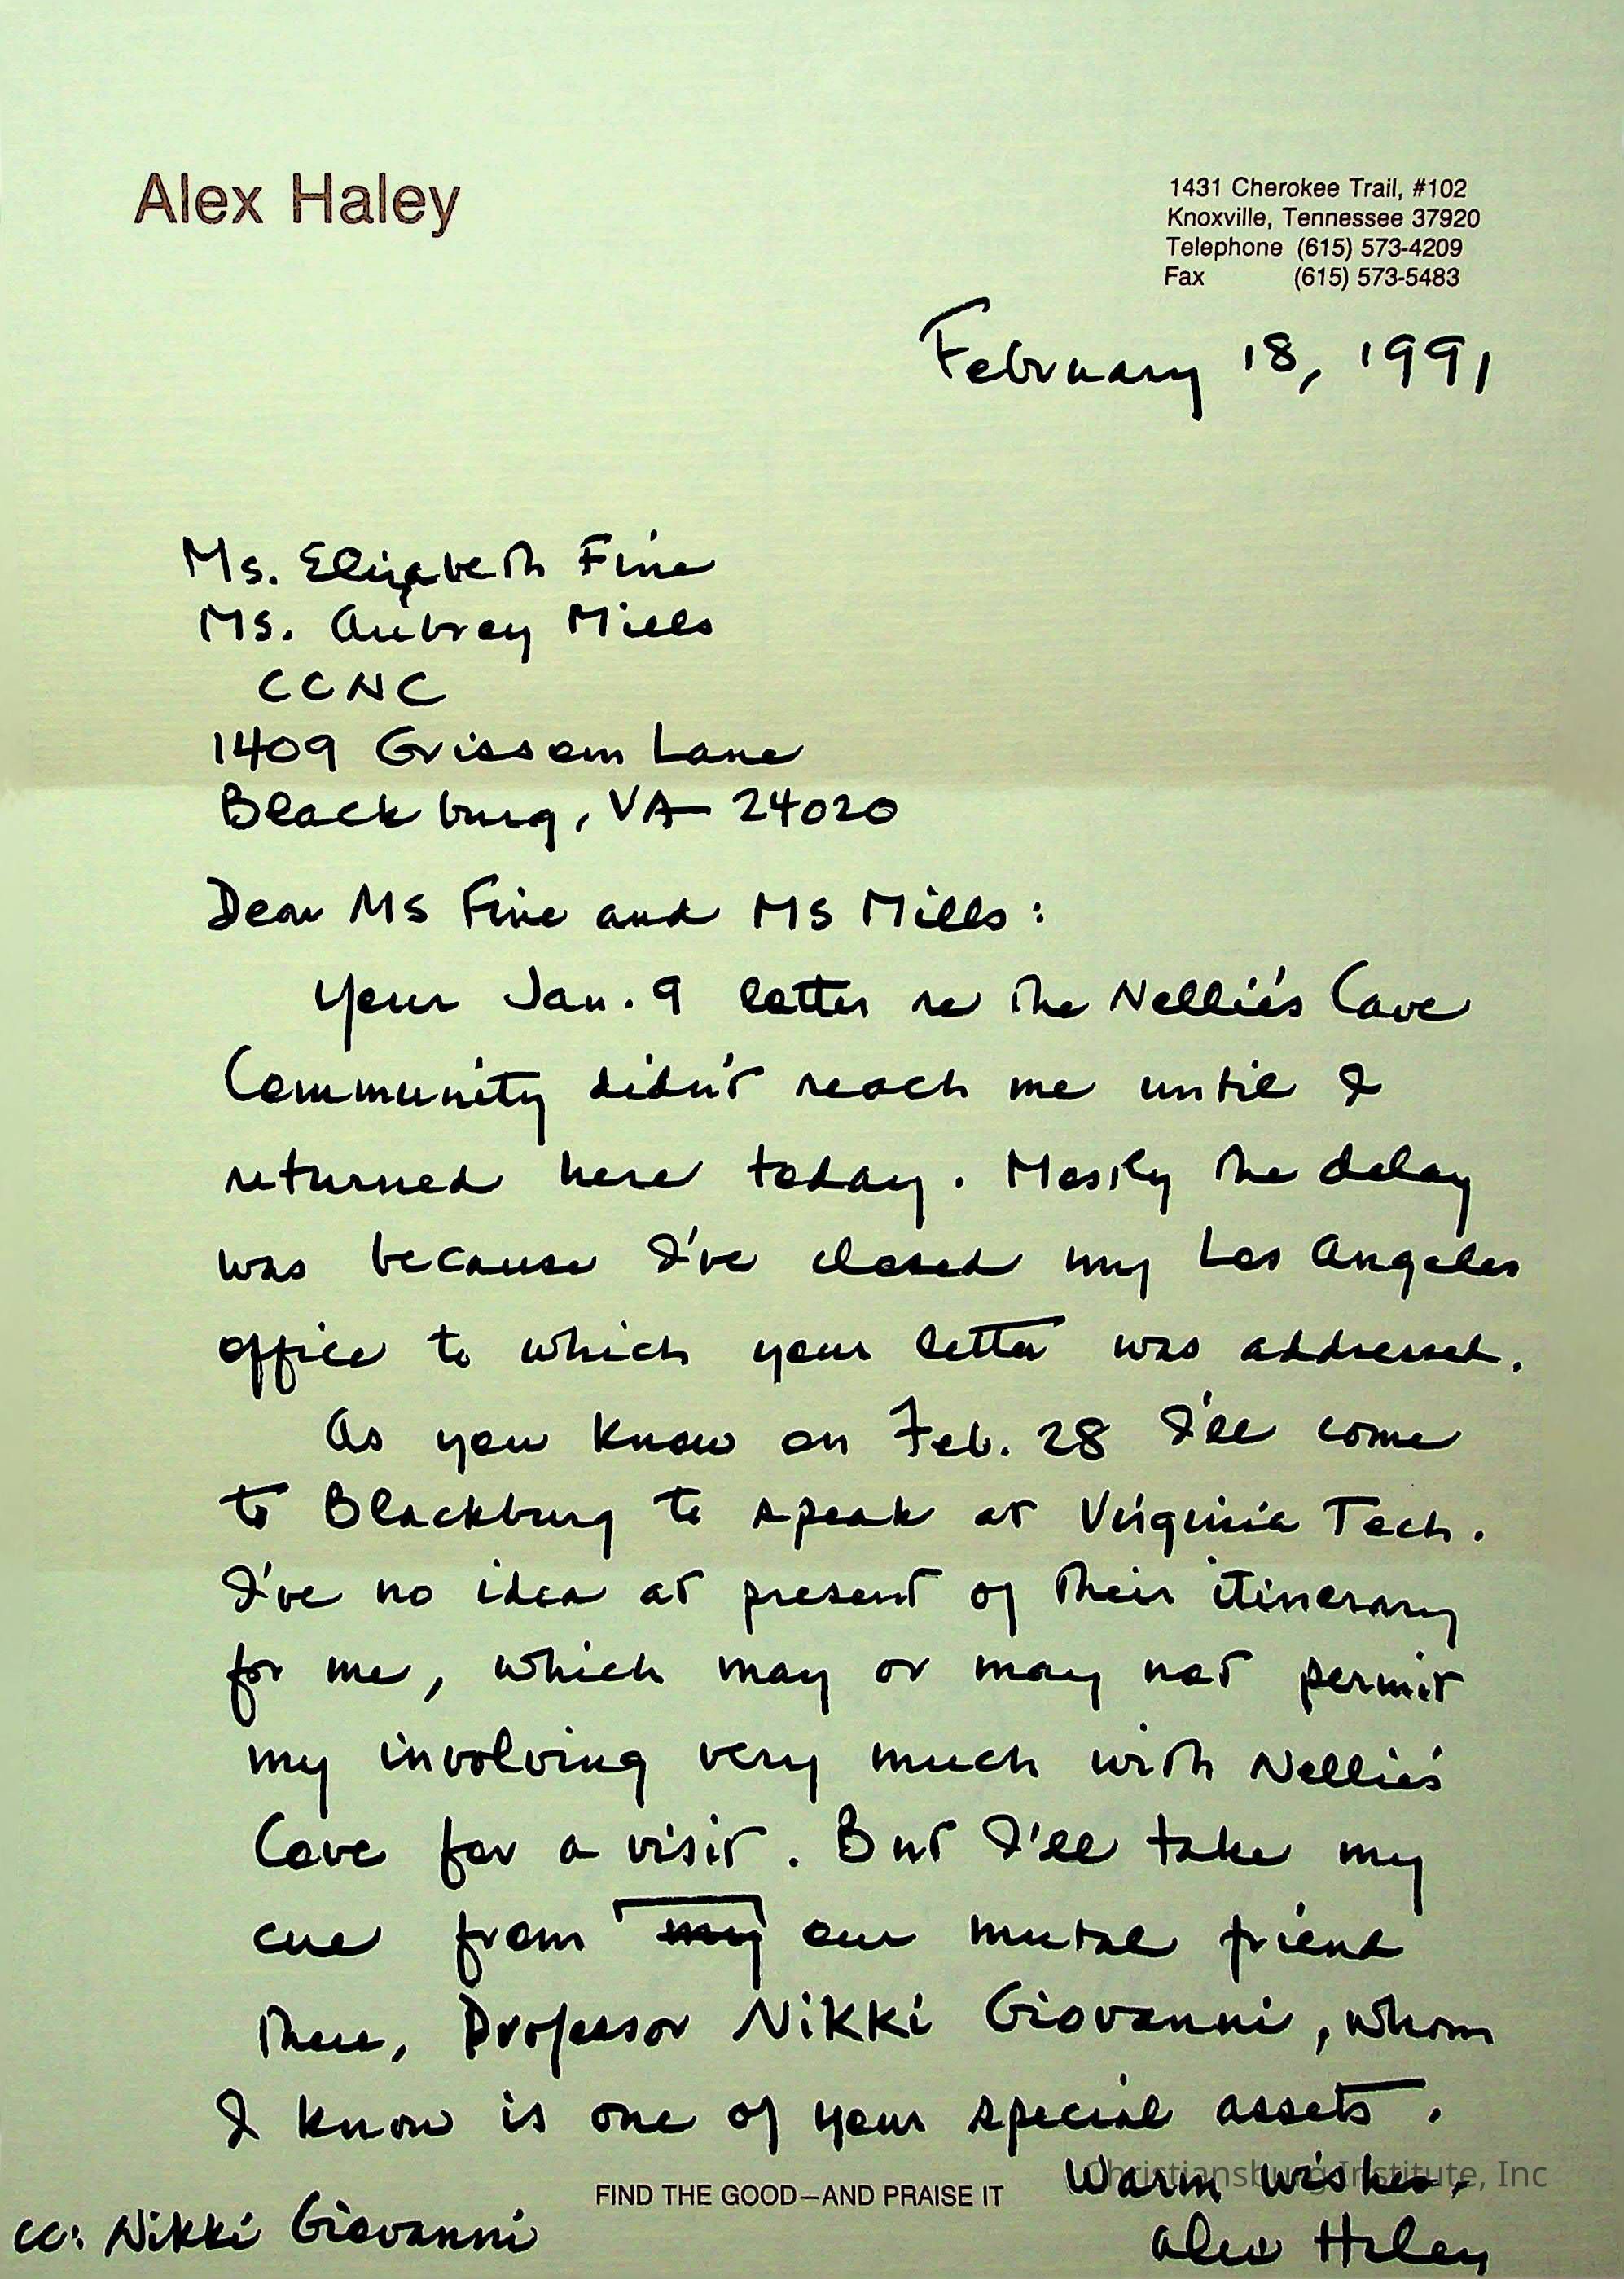 Alex Haley
1431 Cherokee Trail, #102
Knoxville, Tennessee 37920
Telephone (615) 573-4209
Fax (615) 573-5483
February 18, 1991
Ms. Elizabeth Fine
Ms. Aubrey Mills
CCNC
1409 Grissom Lane
Blackburg, VA 24020
Dear Ms Fine and Ms Mills:
Your Jan. 9 letter re the Nellie's Cave
Community didn't reach me until I
returned here today. Mostly the delay
was because I've closed my Los Angeles
office to which your letter was addressed.
As you know on Feb. 28 I'll come
to Blackburg to speak at Virginia Tech.
I've no idea at present of their itinerary
for me, which may or may not permit
my involving very much with Nellie's
Cave for a visit. But I'll take my
cue from my our mutal friend
there, Professor Nikki Giovanni, whom
I know is one of your special assets.
Warm wishes,
Christiansburg Institute, Inc
FIND THE GOOD—AND PRAISE IT
cc: Nikki Giovanni
Alex Haley